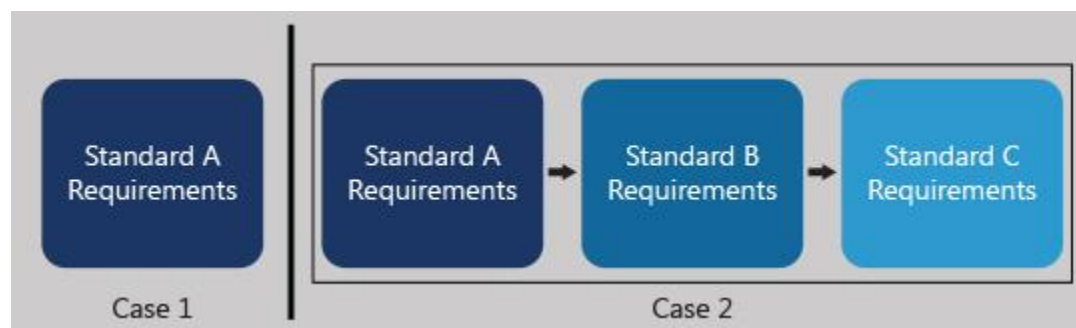 Standard A
Requirements
Standard A
Requirements
Standard B
Requirements
Standard C
Requirements
Case 1
Case 2